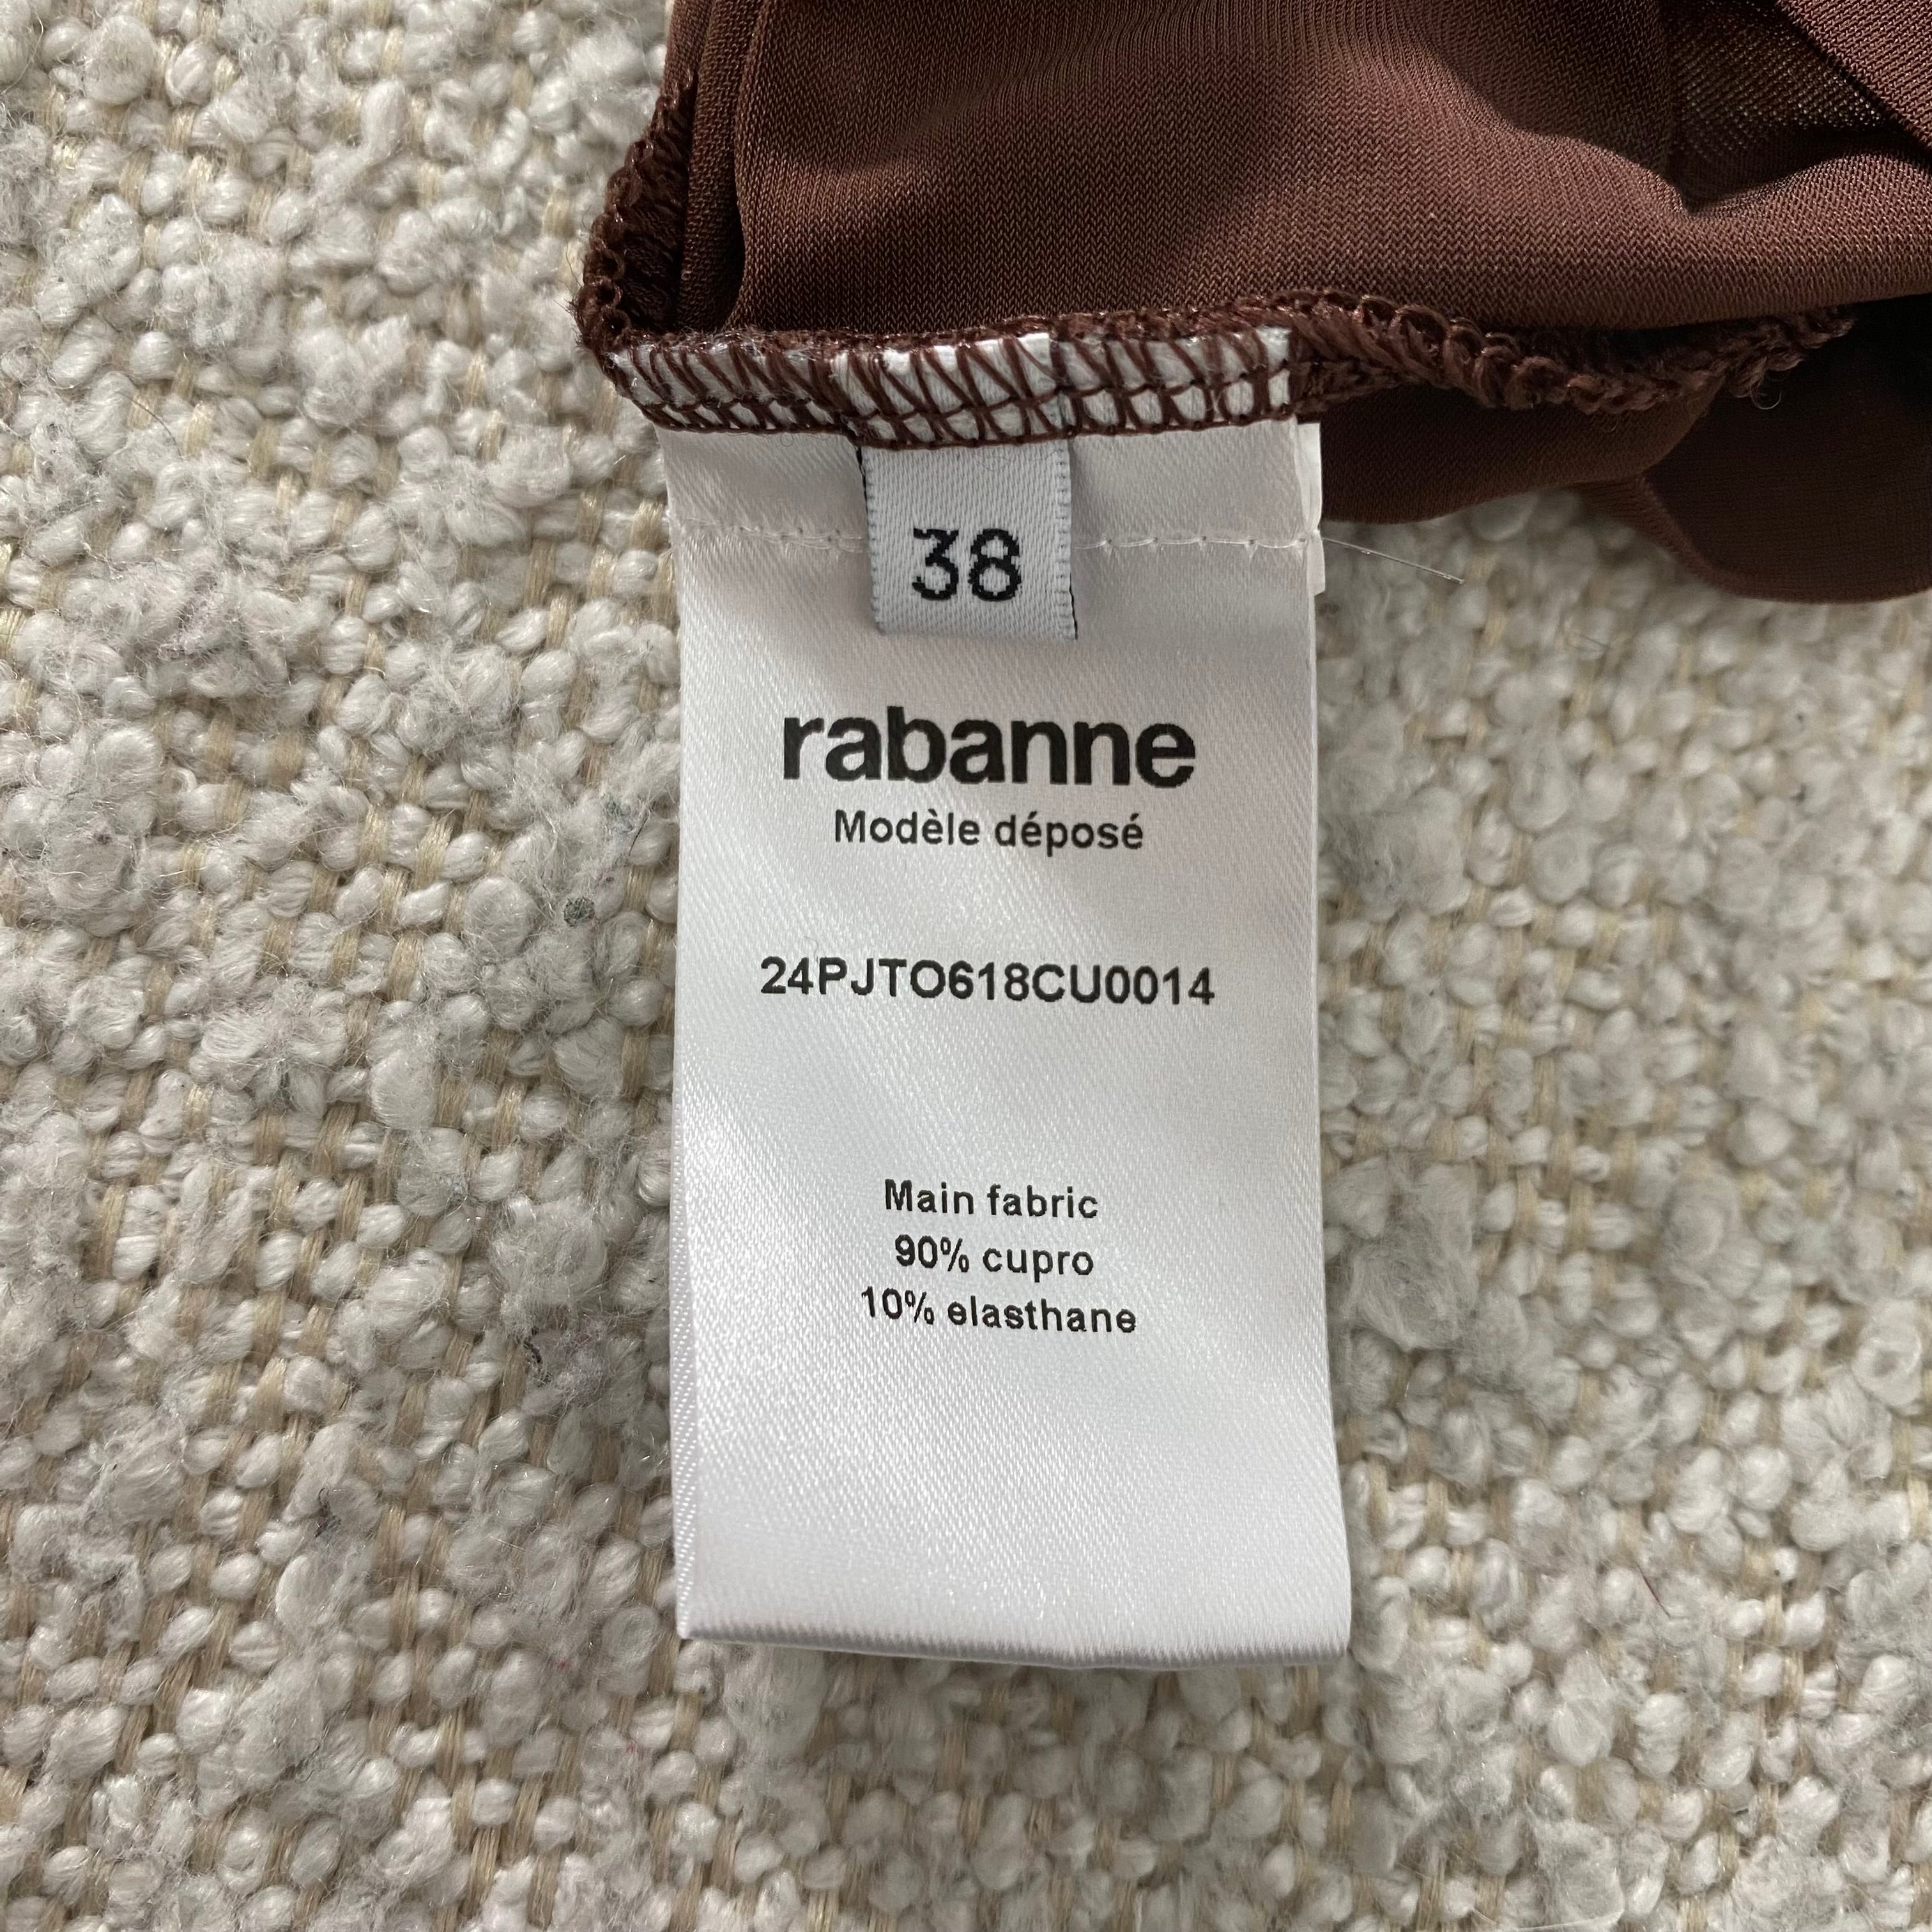 38
rabanne
Modèle déposé
24PJTO618CU0014
Main fabric
90% cupro
10% elasthane